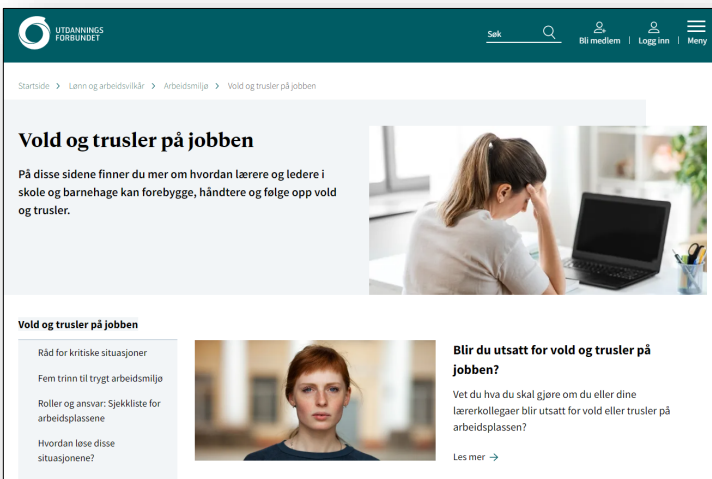 UTDANNINGS
FORBUNDET
Søk
Bli medlem | Logg inn | Meny
Startside > Lønn og arbeidsvilkår > Arbeidsmiljø > Vold og trusler på jobben
Vold og trusler på jobben
På disse sidene finner du mer om hvordan lærere og ledere i
skole og barnehage kan forebygge, håndtere og følge opp vold
og trusler.
Vold og trusler på jobben
Råd for kritiske situasjoner
Fem trinn til trygt arbeidsmiljø
Roller og ansvar: Sjekkliste for
arbeidsplassene
Hvordan løse disse
situasjonene?
Blir du utsatt for vold og trusler på
jobben?
Vet du hva du skal gjøre om du eller dine
lærerkollegaer blir utsatt for vold eller trusler på
arbeidsplassen?
Les mer →